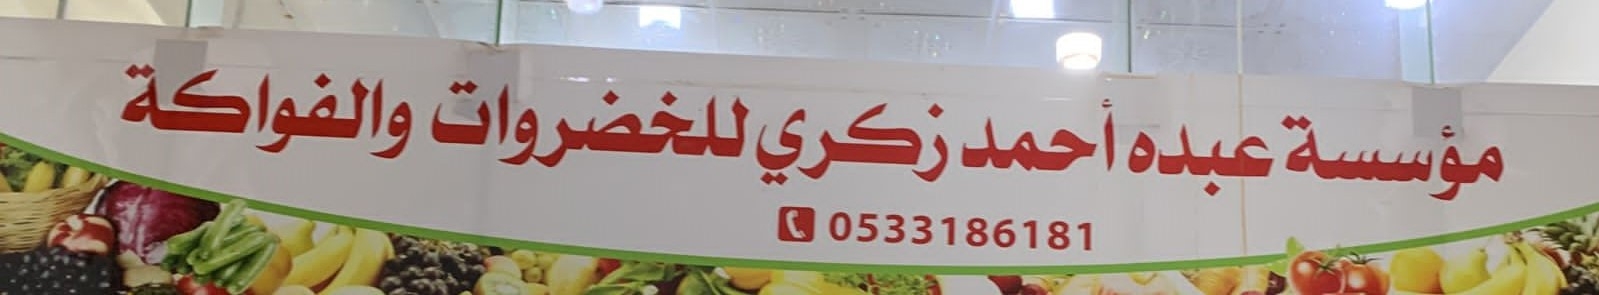 مؤسسة عبده أحمد زكري للخضروات والفواكة
0533186181